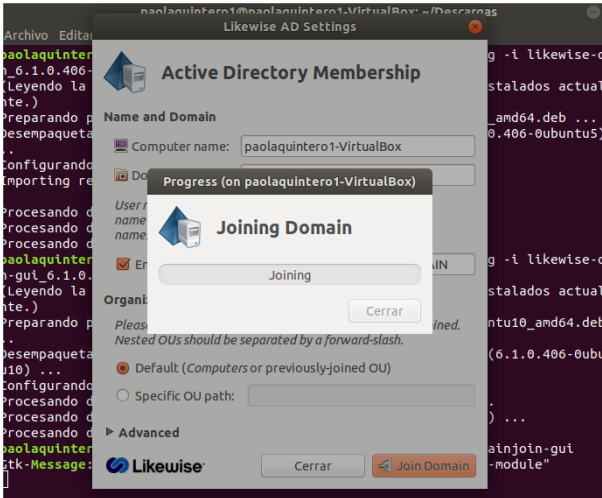 paolaquintero1@paolaquintero1-VirtualBox: ~/Descargas
Archivo Editar
Likewise AD Settings
Active Directory Membership
Name and Domain
Computer name: paolaquintero1-VirtualBox
Progress (on paolaquintero1-VirtualBox)
Joining Domain
Joining
Cerrar
Nested OUs should be separated by a forward-slash.
Default (Computers or previously-joined OU)
Specific OU path:
Advanced
Likewise
Cerrar
Join Domain
paolaquinter
g -i likewise-o
n_6.1.0.406-
(Leyendo la
stalados actual
nte.)
Preparando p
_amd64.deb ...
Desempaqueta
0.406-0ubuntu5)
..
Configurando
Importing re
Procesando d
Procesando d
Procesando d
paolaquinter
g -i likewise-o
n-gui_6.1.0.
(Leyendo la
stalados actual
nte.)
Preparando p
ntu10_amd64.deb
..
Desempaqueta
(6.1.0.406-0ubu
u10) ...
Configurando
Procesando d
.
Procesando d
) ...
Procesando d
paolaquinter
ainjoin-gui
Gtk-Message:
-module"